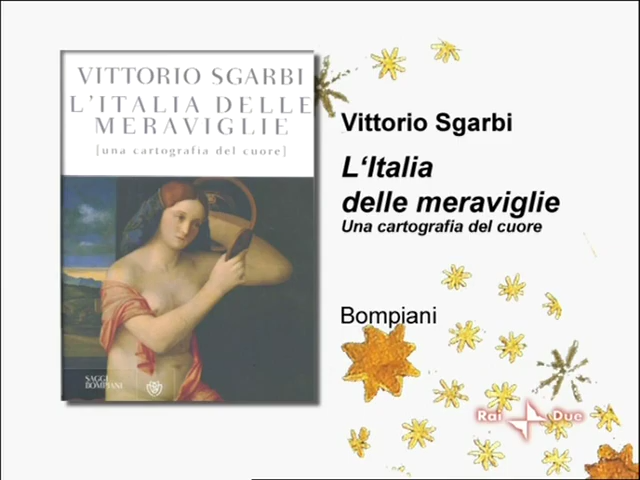 VITTORIO SGARBI
L'ITALIA DELLE
MERAVIGLIE
[una cartografia del cuore]
SAGGI
BOMPIANI
Vittorio Sgarbi
L‘Italia
delle meraviglie
Una cartografia del cuore
Bompiani
Rai Due